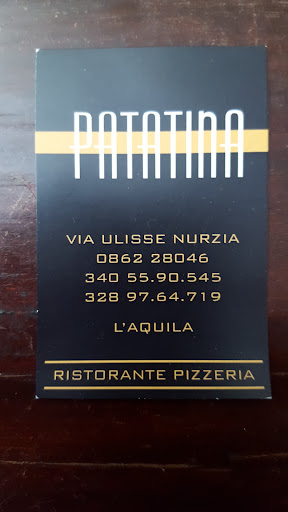 PATATINA
VIA ULISSE NURZIA
0862 28046
340 55.90.545
328 97.64.719
L'AQUILA
RISTORANTE PIZZERIA